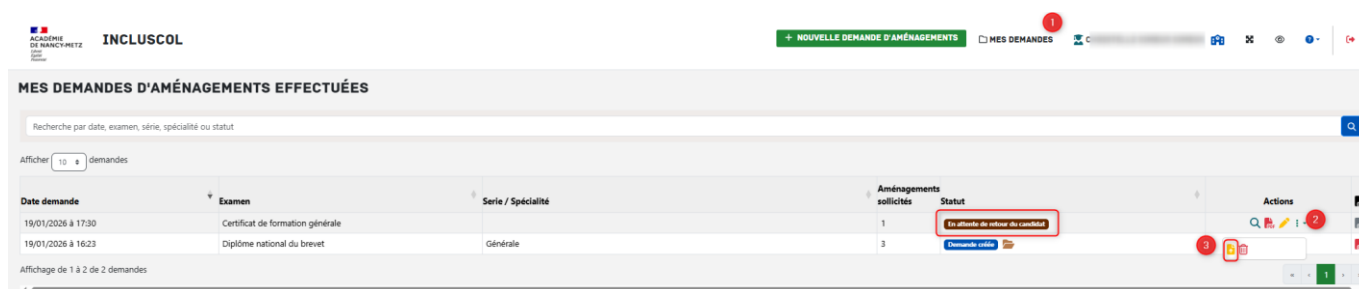 ACADÉMIE
DE NANCY-METZ
Liberté
Égalité
Fraternité
INCLUSCOL
+ NOUVELLE DEMANDE D'AMÉNAGEMENTS
MES DEMANDES
1
C
MES DEMANDES D'AMÉNAGEMENTS EFFECTUÉES
Recherche par date, examen, série, spécialité ou statut
Afficher 10 demandes
Date demande Examen Serie / Spécialité Aménagements sollicités Statut Actions
19/01/2026 à 17:30 Certificat de formation générale 1 En attente de retour du candidat 2
19/01/2026 à 16:23 Diplôme national du brevet Générale 3 Demande créée 3
Affichage de 1 à 2 de 2 demandes
« ‹ 1 ›